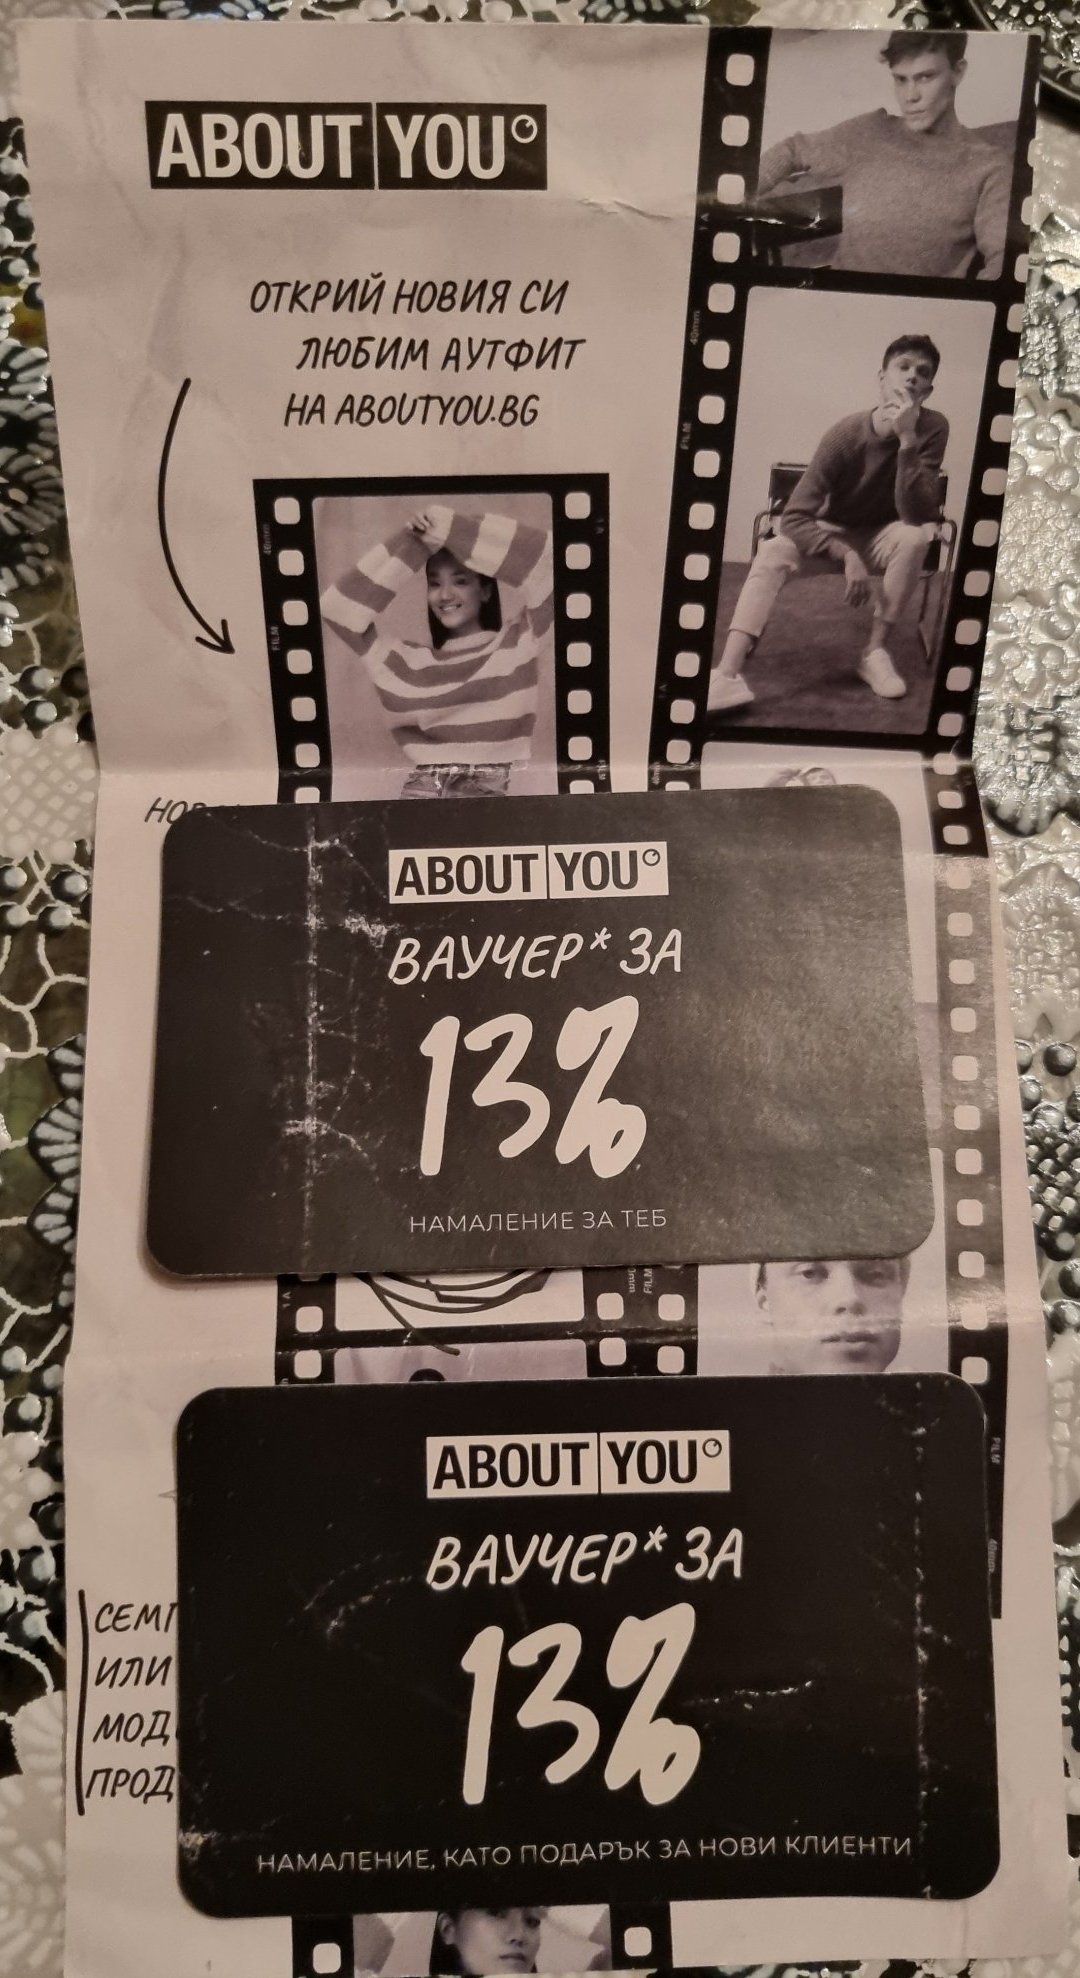 ABOUT YOU
ОТКРИЙ НОВИЯ СИ
ЛЮБИМ АУТФИТ
НА ABOUTYOU.BG
ABOUT YOU
ВАУЧЕР* ЗА
13%
НАМАЛЕНИЕ ЗА ТЕБ
ABOUT YOU
ВАУЧЕР* ЗА
13%
НАМАЛЕНИЕ, КАТО ПОДАРЪК ЗА НОВИ КЛИЕНТИ
ИЛИ